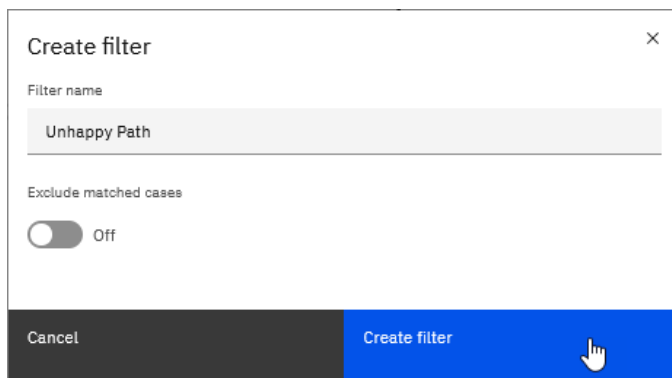 Create filter
Filter name
Unhappy Path
Exclude matched cases
Off
Cancel
Create filter